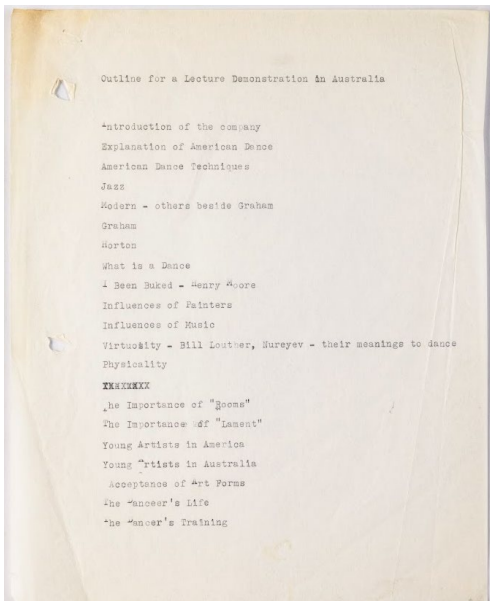 Outline for a Lecture Demonstration in Australia
Introduction of the company
Explanation of American Dance
American Dance Techniques
Jazz
Modern - others beside Graham
Graham
Horton
What is a Dance
I Been Buked - Henry Moore
Influences of Painters
Influences of Music
Virtuosity - Bill Louther, Nureyev - their meanings to dance
Physicality
The Importance of "Rooms"
The Importance of "Lament"
Young Artists in America
Young Artists in Australia
Acceptance of Art Forms
The Danceer's Life
The Dancer's Training